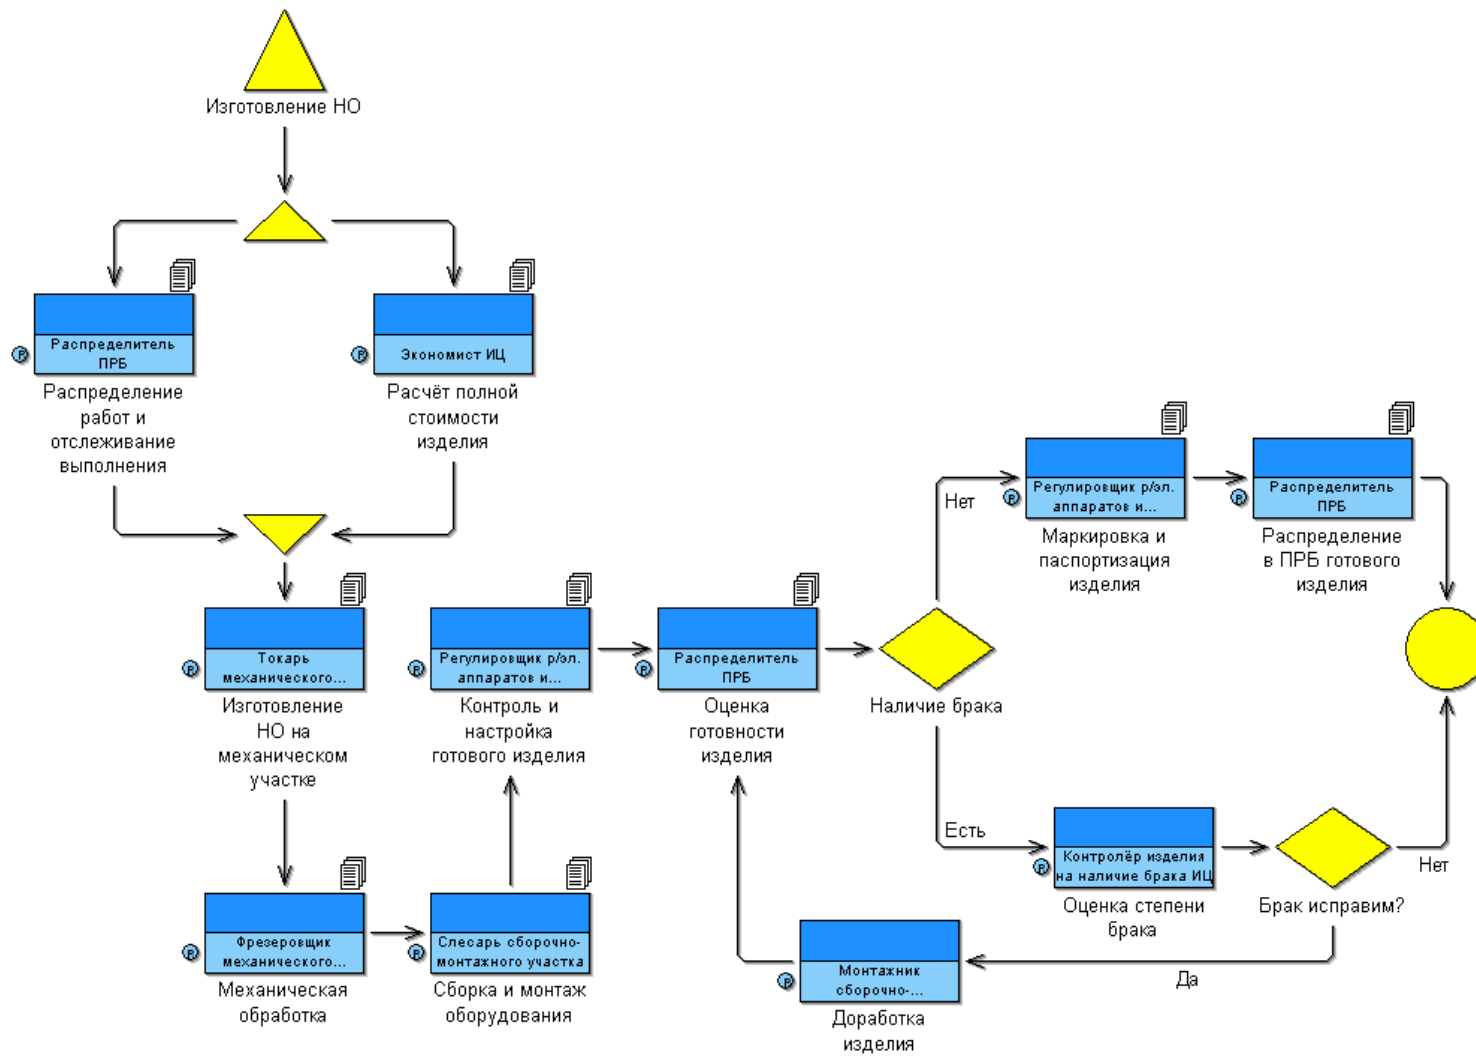 Изготовление НО
Распределитель
ПРБ
Распределение
работ и
отслеживание
выполнения
Экономист ИЦ
Расчёт полной
стоимости
изделия
Токарь
механического...
Изготовление
НО на
механическом
участке
Фрезеровщик
механического...
Механическая
обработка
Слесарь сборочно-
монтажного участка
Сборка и монтаж
оборудования
Регулировщик р/эл.
аппаратов и...
Контроль и
настройка
готового изделия
Распределитель
ПРБ
Оценка
готовности
изделия
Наличие брака
Нет
Регулировщик р/эл.
аппаратов и...
Маркировка и
паспортизация
изделия
Распределитель
ПРБ
Распределение
в ПРБ готового
изделия
Есть
Контролёр изделия
на наличие брака ИЦ
Оценка степени
брака
Брак исправим?
Нет
Да
Монтажник
сборочно-...
Доработка
изделия